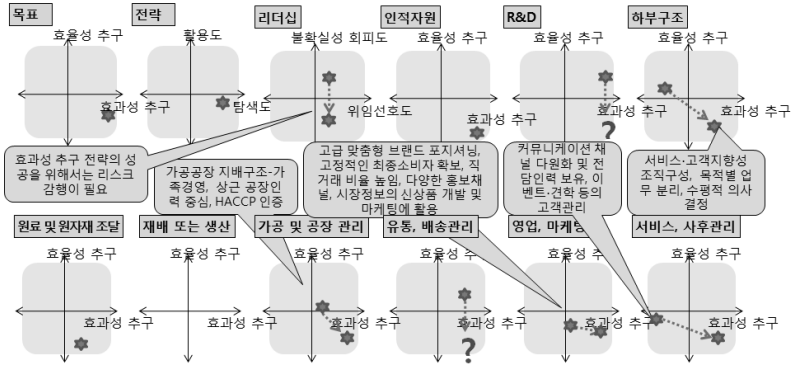 목표
전략
리더십
인적자원
R&D
하부구조
효율성 추구
활용도
불확실성 회피도
효율성 추구
효율성 추구
효율성 추구
효과성 추구
탐색도
위임선호도
효과성 추구
효과성 추구
효과성 추구
?
효과성 추구 전략의 성
공을 위해서는 리스크
감행이 필요
가공공장 지배구조-가
족경영, 상근 공장인
력 중심, HACCP 인증
고급 맞춤형 브랜드 포지셔닝,
고정적인 최종소비자 확보, 직
거래 비율 높임, 다양한 홍보채
널, 시장정보의 신상품 개발 및
마케팅에 활용
커뮤니케이션 채
널 다원화 및 전
담인력 보유, 이
벤트·견학 등의
고객관리
서비스·고객지향성
조직구성, 목적별 업
무 분리, 수평적 의사
결정
원료 및 원자재 조달
재배 또는 생산
가공 및 공장 관리
유통, 배송관리
영업, 마케팅
서비스, 사후관리
효율성 추구
효율성 추구
효율성 추구
효율성 추구
효율성 추구
효율성 추구
효과성 추구
효과성 추구
효과성 추구
효과성 추구
효과성 추구
효과성 추구
?